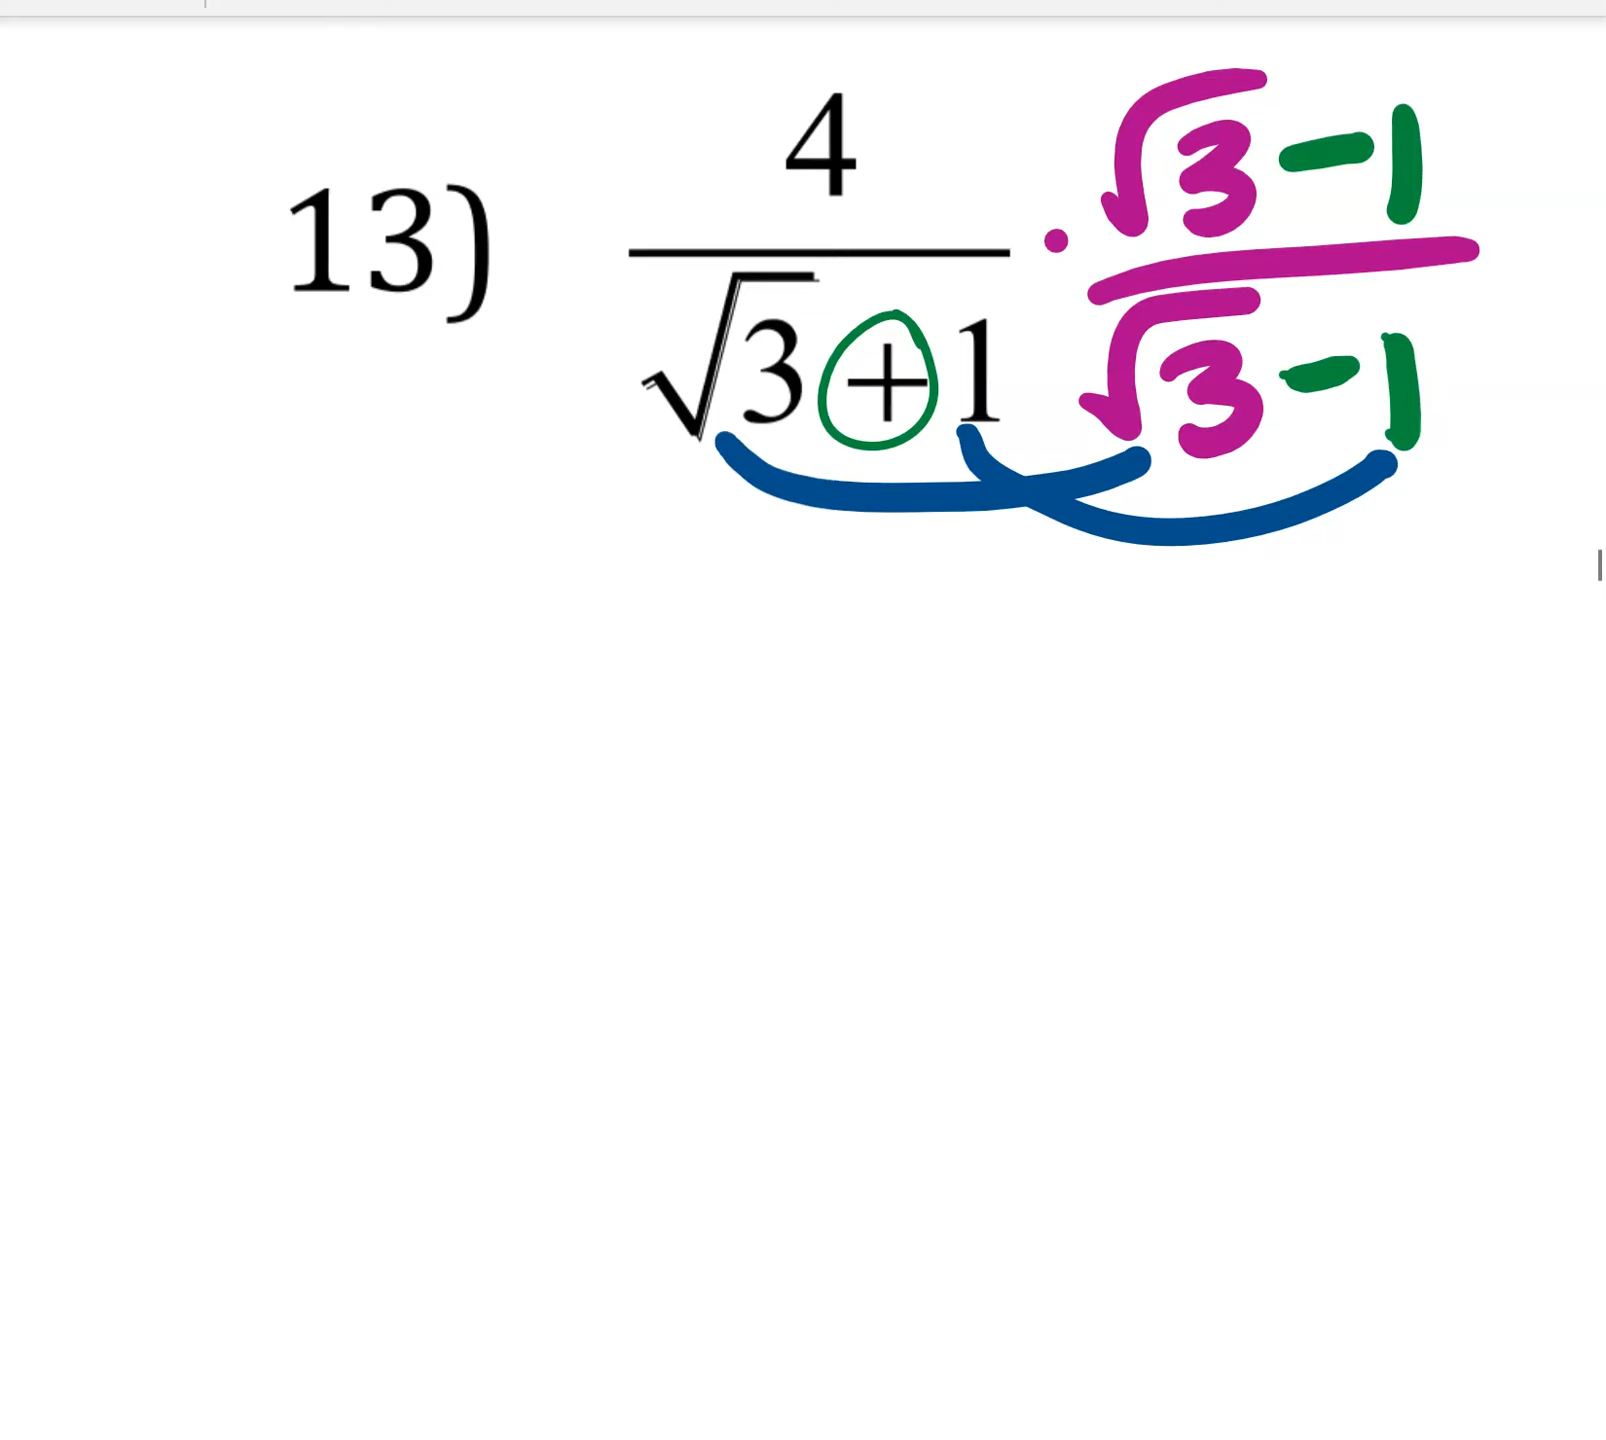 13) 4 / (√3 + 1) · (√3 - 1) / (√3 - 1)